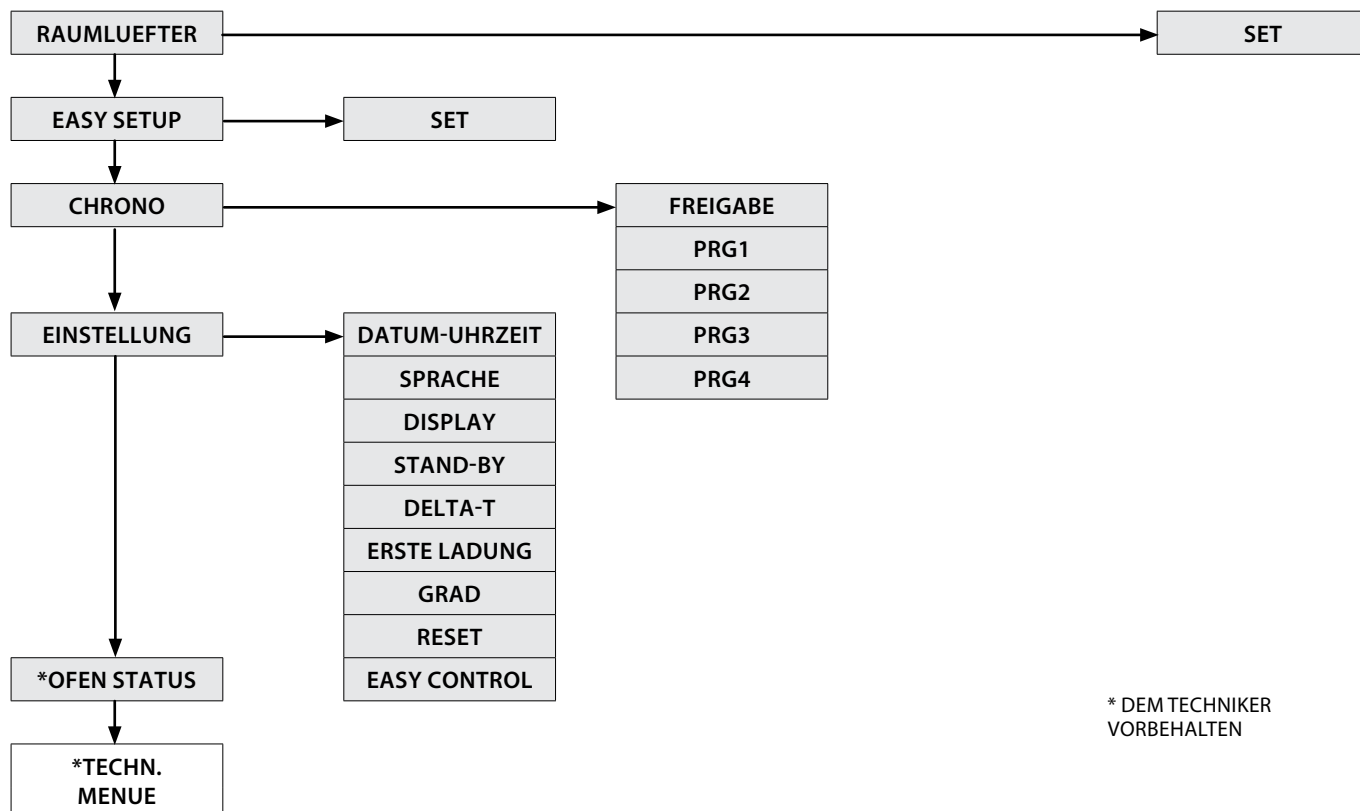 RAUMLUEFTER
SET
EASY SETUP
SET
CHRONO
FREIGABE
PRG1
PRG2
PRG3
PRG4
EINSTELLUNG
DATUM-UHRZEIT
SPRACHE
DISPLAY
STAND-BY
DELTA-T
ERSTE LADUNG
GRAD
RESET
EASY CONTROL
*OFEN STATUS
*TECHN.
MENUE
* DEM TECHNIKER
VORBEHALTEN